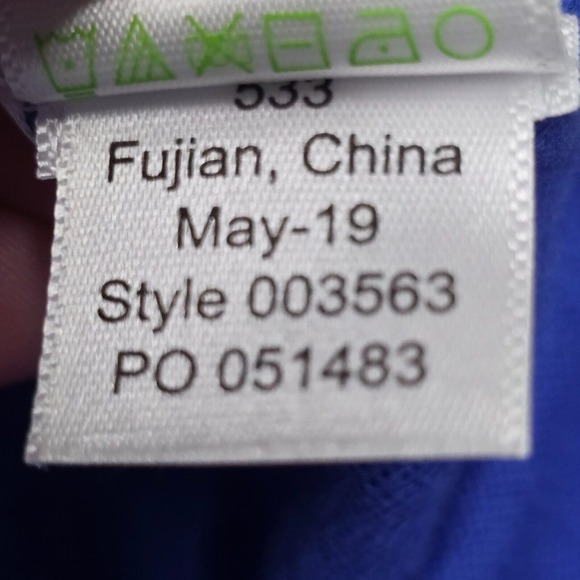 533
Fujian, China
May-19
Style 003563
PO 051483